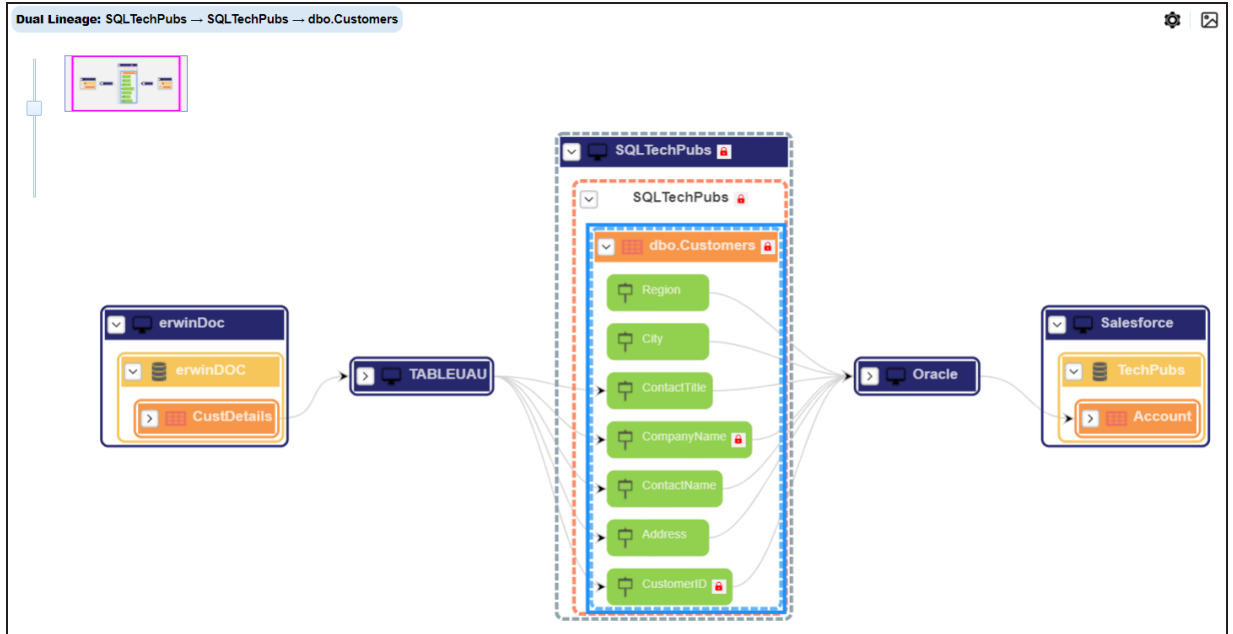 Dual Lineage: SQLTechPubs → SQLTechPubs → dbo.Customers
SQLTechPubs
SQLTechPubs
dbo.Customers
Region
City
ContactTitle
CompanyName
ContactName
Address
CustomerID
erwinDoc
erwinDOC
CustDetails
TABLEUAU
Oracle
Salesforce
TechPubs
Account